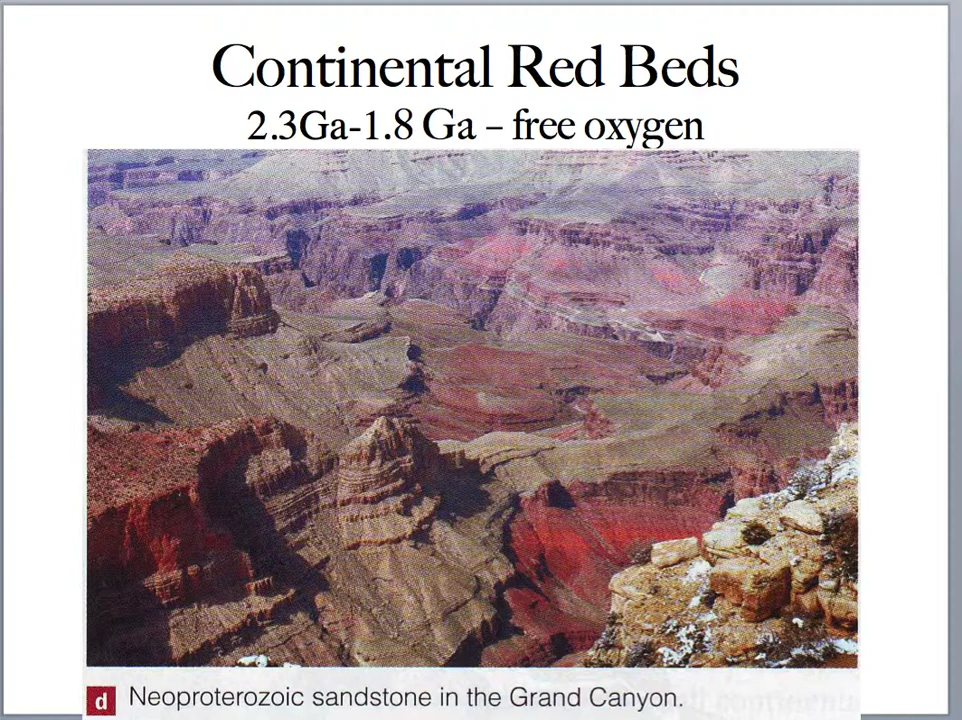 Continental Red Beds
2.3Ga-1.8 Ga – free oxygen
d Neoproterozoic sandstone in the Grand Canyon.